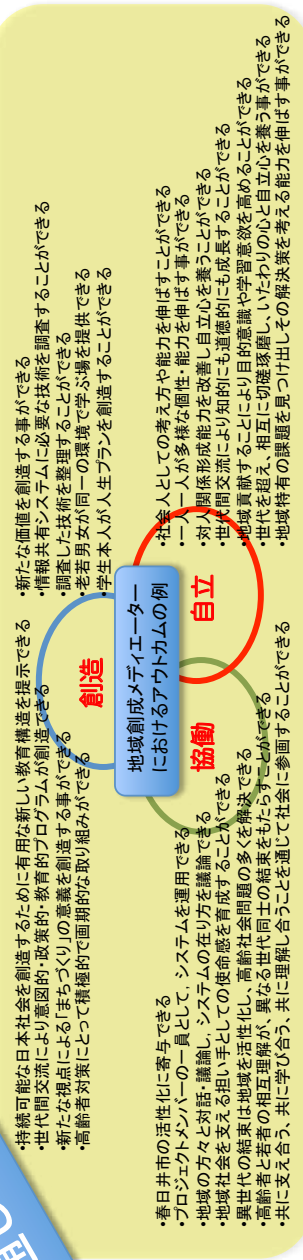 ・持続可能な日本社会を創造するために有用な新しい教育構造を提示できる
・世代間交流により意図的・政策的・教育的プログラムが創造できる
・新たな視点による「まちづくり」の意義を創造する事ができる
・高齢者対策にとって積極的で画期的な取り組みができる
・新たな価値を創造する事ができる
・情報共有システムに必要な技術を調査することができる
・調査した技術を整理することができる
・老若男女が同一の環境で学ぶ場を提供できる
・学生本人が人生プランを創造することができる
創造
地域創成メディエーター
におけるアウトカムの例
協働
自立
・春日井市の活性化に寄与できる
・プロジェクトメンバーの一員として、システムを運用できる
・地域の方々と対話・議論し、システムの在り方を議論できる
・地域社会を支える担い手としての使命感を育成することができる
・異世代の結束は地域を活性化し、高齢社会問題の多くを解決できる
・高齢者と若者の相互理解が、異なる世代同士の結束をもたらすことができる
・共に支え合う、共に学び合う、共に理解し合うことを通じて社会に参画することができる
・社会人としての考え方や能力を伸ばすことができる
・一人一人が多様な個性・能力を伸ばす事ができる
・対人関係形成能力を改善し自立心を養うことができる
・世代間交流により知的にも道徳的にも成長することができる
・地域貢献することにより目的意識や学習意欲を高めることができる
・世代を超え、相互に切磋琢磨し、いたわりの心と自立心を養う事ができる
・地域特有の課題を見つけ出しその解決策を考える能力を伸ばす事ができる
の